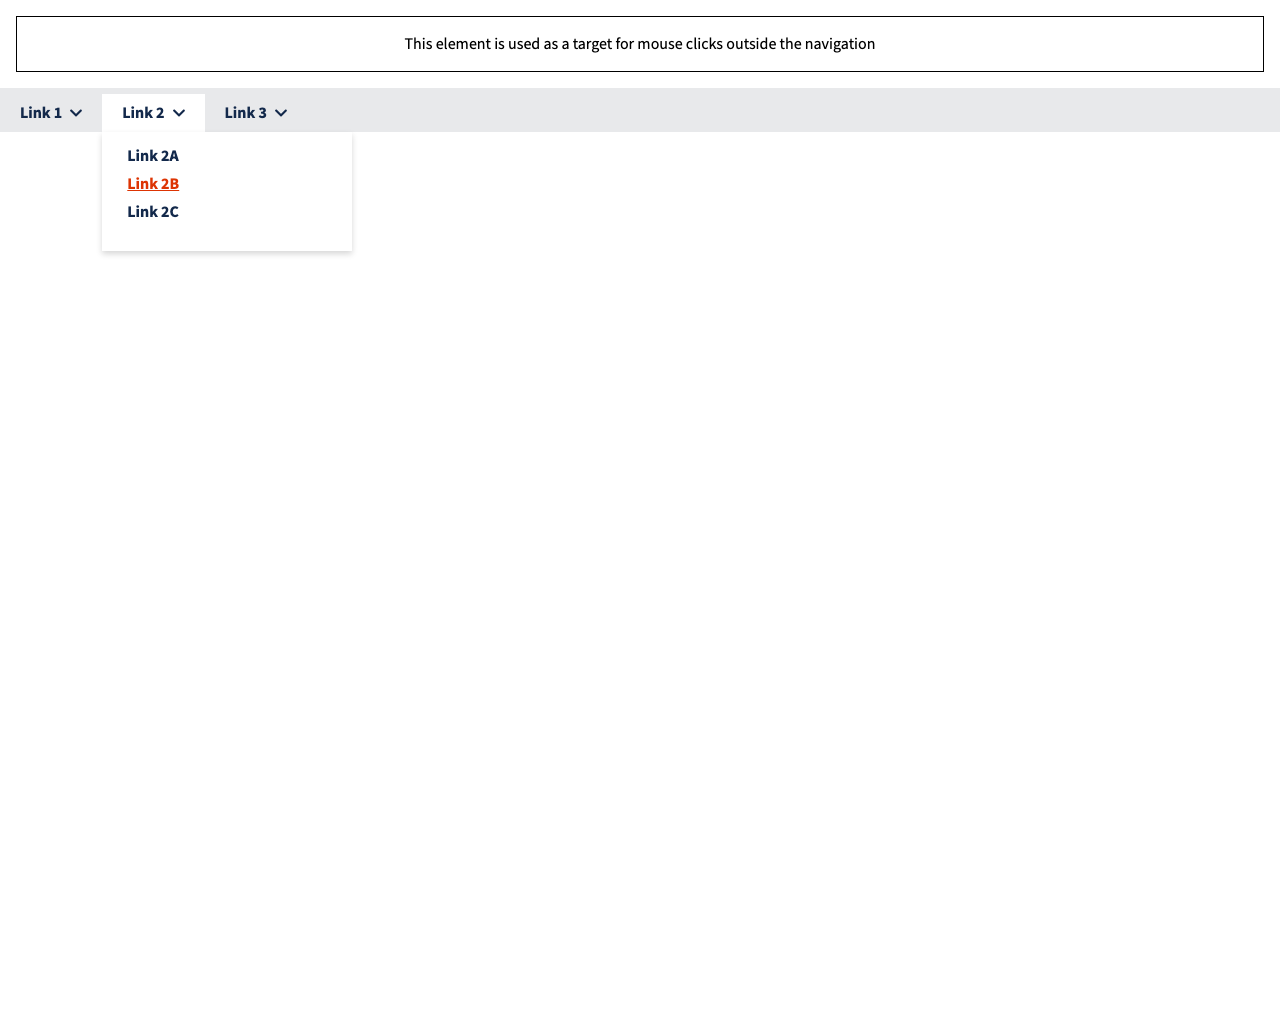 This element is used as a target for mouse clicks outside the navigation
Link 1 Link 2 Link 3
Link 2A
Link 2B
Link 2C